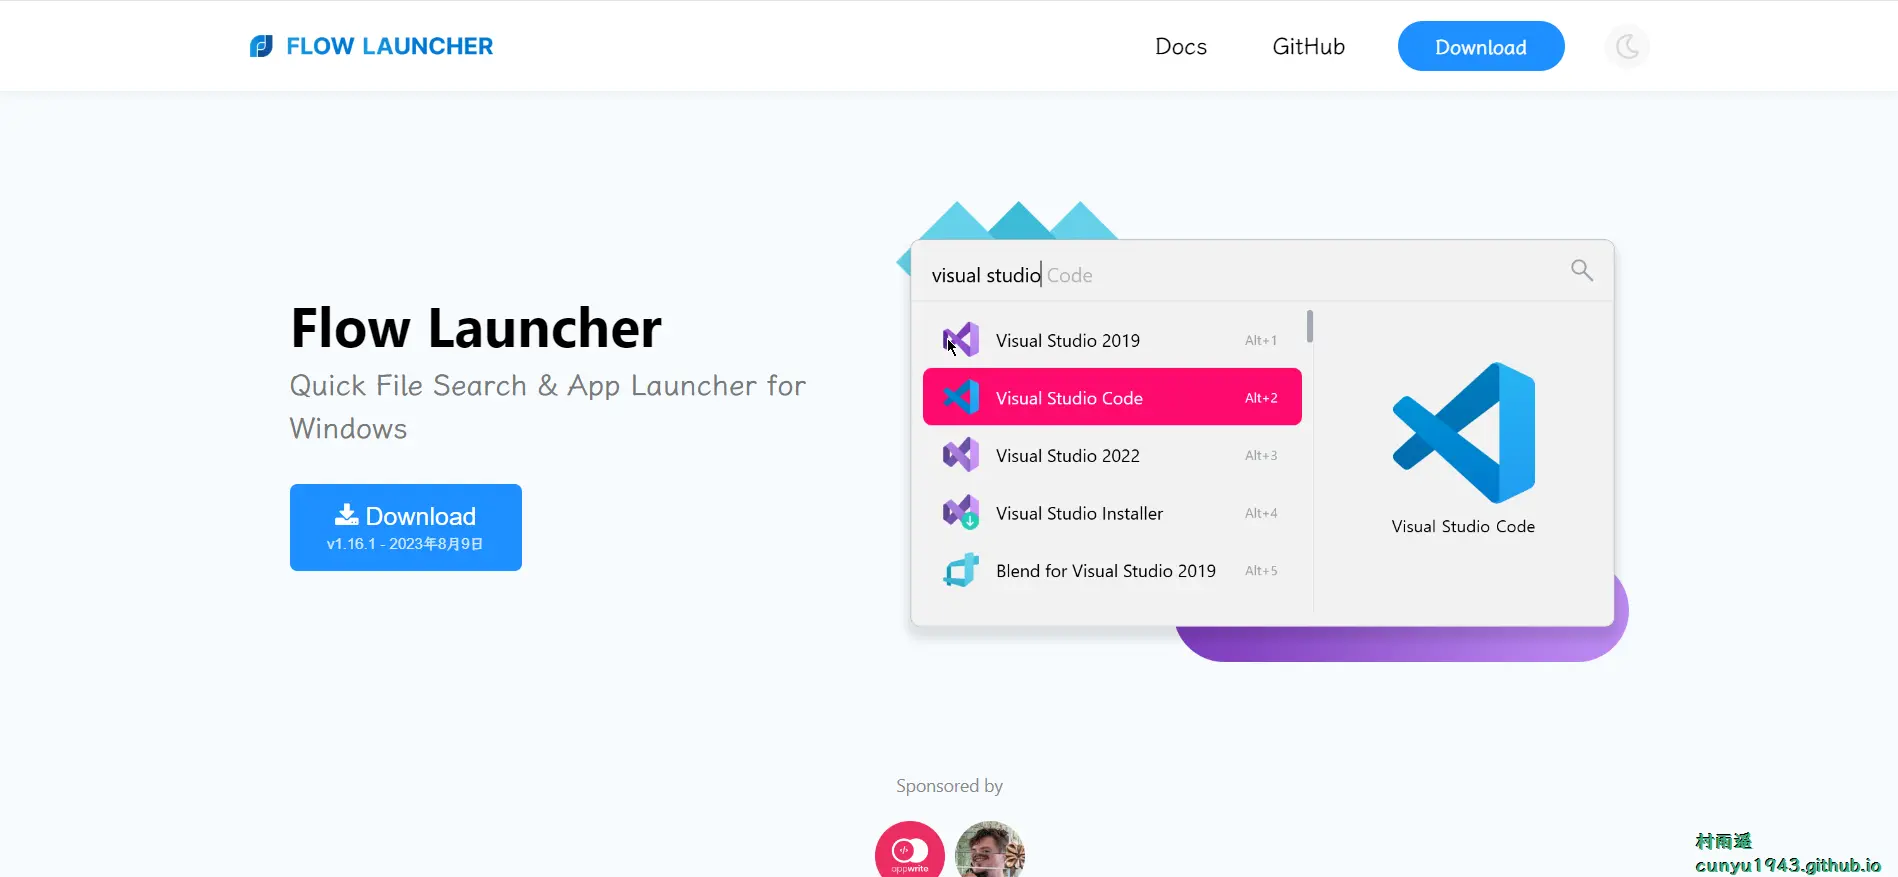 FLOW LAUNCHER
Docs
GitHub
Download
visual studio Code
Visual Studio 2019
Alt+1
Visual Studio Code
Alt+2
Visual Studio 2022
Alt+3
Visual Studio Installer
Alt+4
Blend for Visual Studio 2019
Alt+5
Visual Studio Code
Flow Launcher
Quick File Search & App Launcher for
Windows
Download
v1.16.1 - 2023年8月9日
Sponsored by
appwrite
村雨遥
cunyu1943.github.io